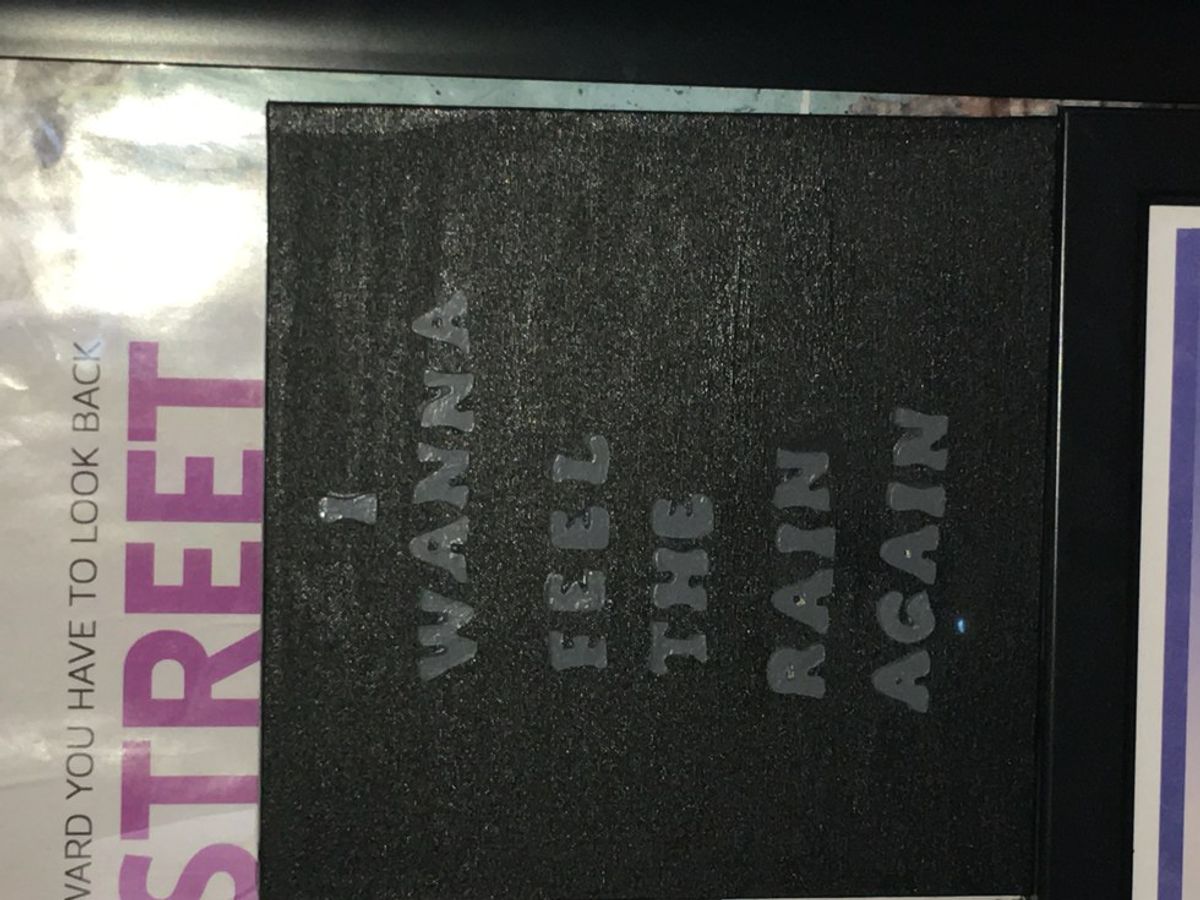 WARD YOU HAVE TO LOOK BACK
STREET
I
WANNA
FEEL
THE
RAIN
AGAIN